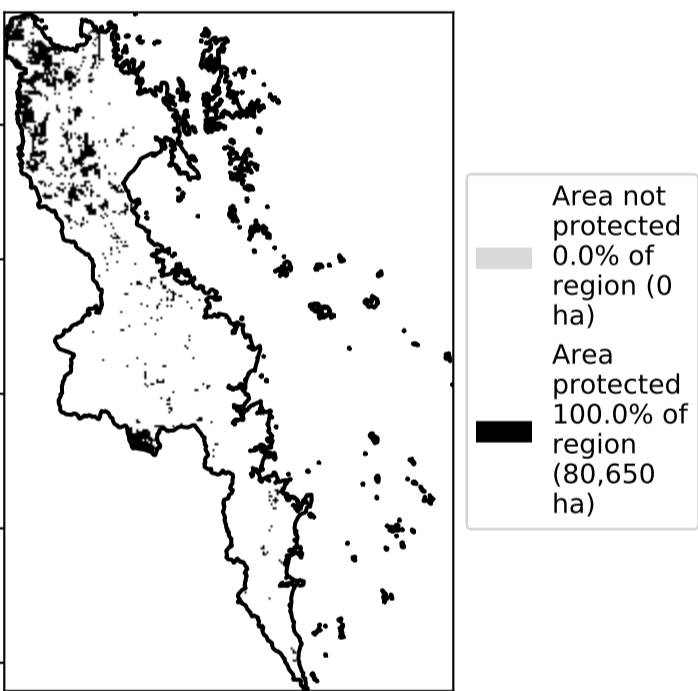 Area not
protected
0.0% of
region (0
ha)
Area
protected
100.0% of
region
(80,650
ha)